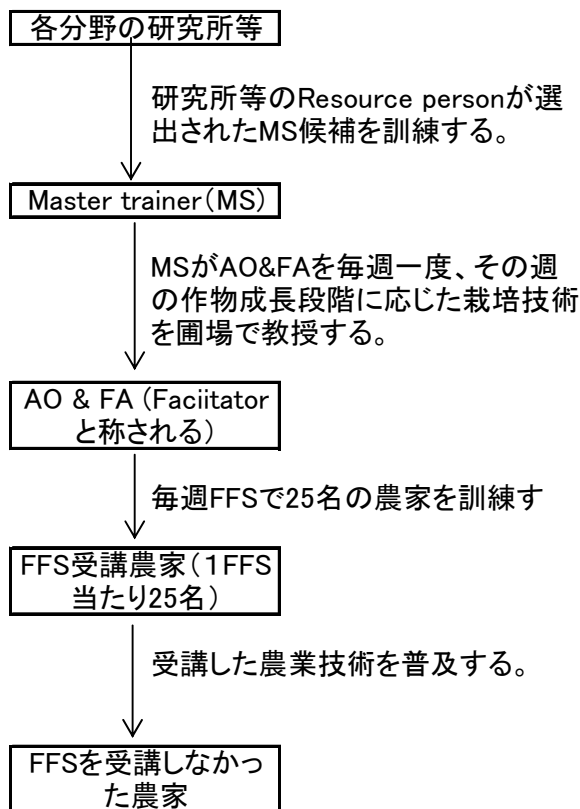 各分野の研究所等
研究所等のResource personが選
出されたMS候補を訓練する。
Master trainer（MS）
MSがAO&FAを毎週一度、その週
の作物成長段階に応じた栽培技術
を圃場で教授する。
AO & FA (Faciitator
と称される）
毎週FFSで25名の農家を訓練す
FFS受講農家（１FFS
当たり25名）
受講した農業技術を普及する。
FFSを受講しなかっ
た農家